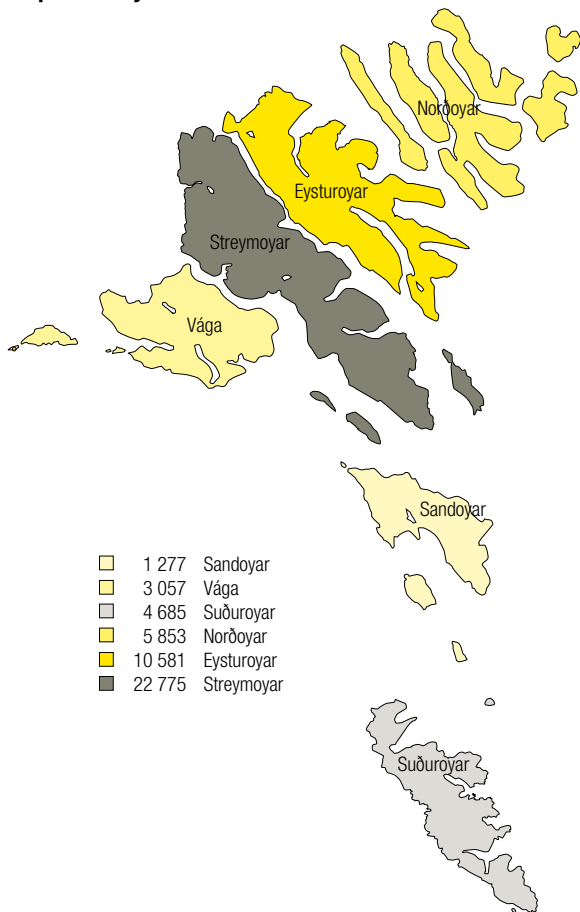 Norðoyar
Eysturoyar
Streymoyar
Vága
Sandoyar
1 277 Sandoyar
3 057 Vága
4 685 Suðuroyar
5 853 Norðoyar
10 581 Eysturoyar
22 775 Streymoyar
Suðuroyar